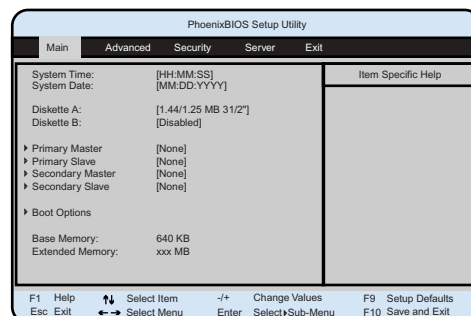 PhoenixBIOS Setup Utility
Main Advanced Security Server Exit
System Time: [HH:MM:SS]
System Date: [MM:DD:YYYY]
Item Specific Help
Diskette A: [1.44/1.25 MB 31/2"]
Diskette B: [Disabled]
Primary Master [None]
Primary Slave [None]
Secondary Master [None]
Secondary Slave [None]
Boot Options
Base Memory: 640 KB
Extended Memory: xxx MB
F1 Help ↑↓ Select Item -/+ Change Values F9 Setup Defaults
Esc Exit ←→ Select Menu Enter Select▸Sub-Menu F10 Save and Exit